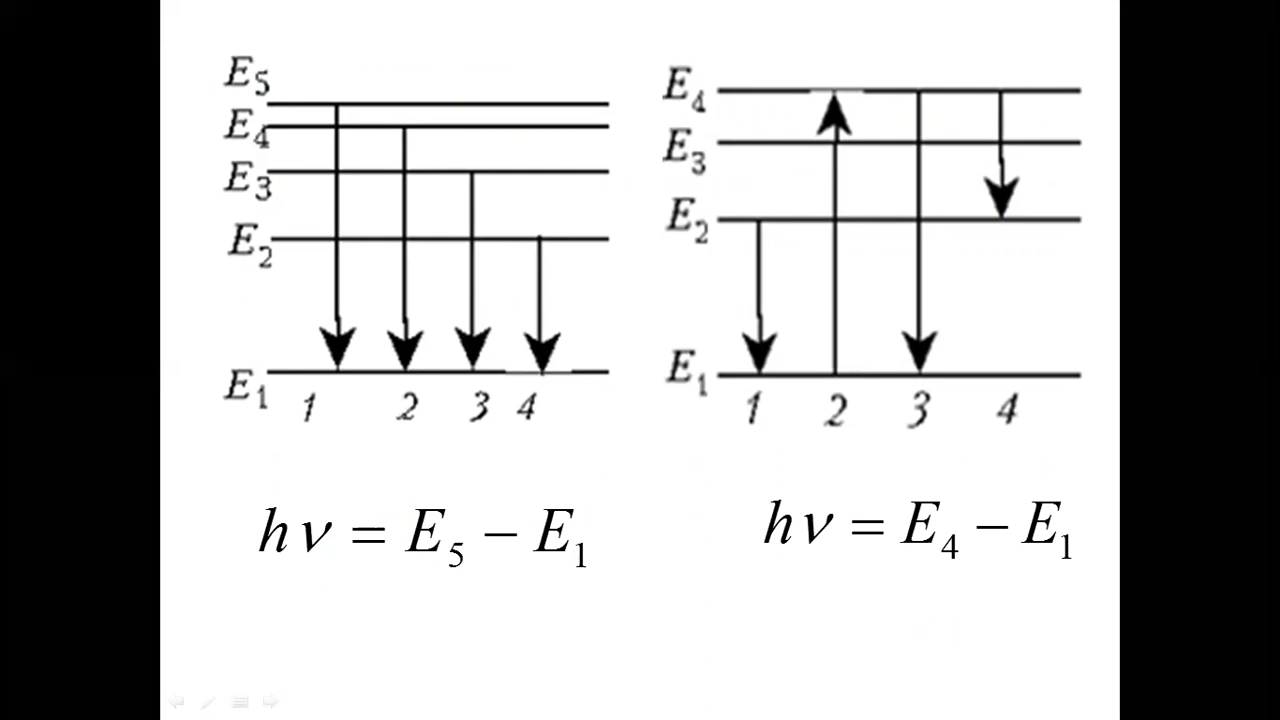 E₅
E₄
E₃
E₂
E₁
1 2 3 4
hν = E₅ − E₁
E₄
E₃
E₂
E₁
1 2 3 4
hν = E₄ − E₁